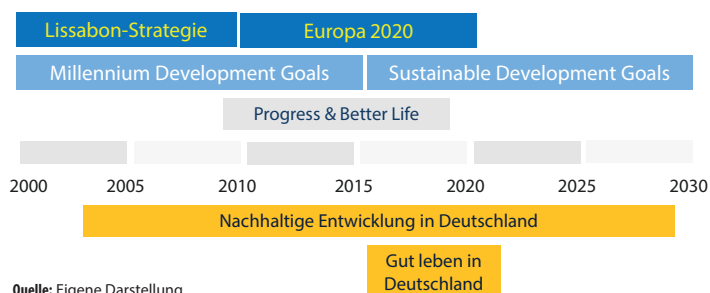 Lissabon-Strategie Europa 2020
Millennium Development Goals Sustainable Development Goals
Progress & Better Life
2000 2005 2010 2015 2020 2025 2030
Nachhaltige Entwicklung in Deutschland
Gut leben in
Deutschland
Quelle: Eigene Darstellung